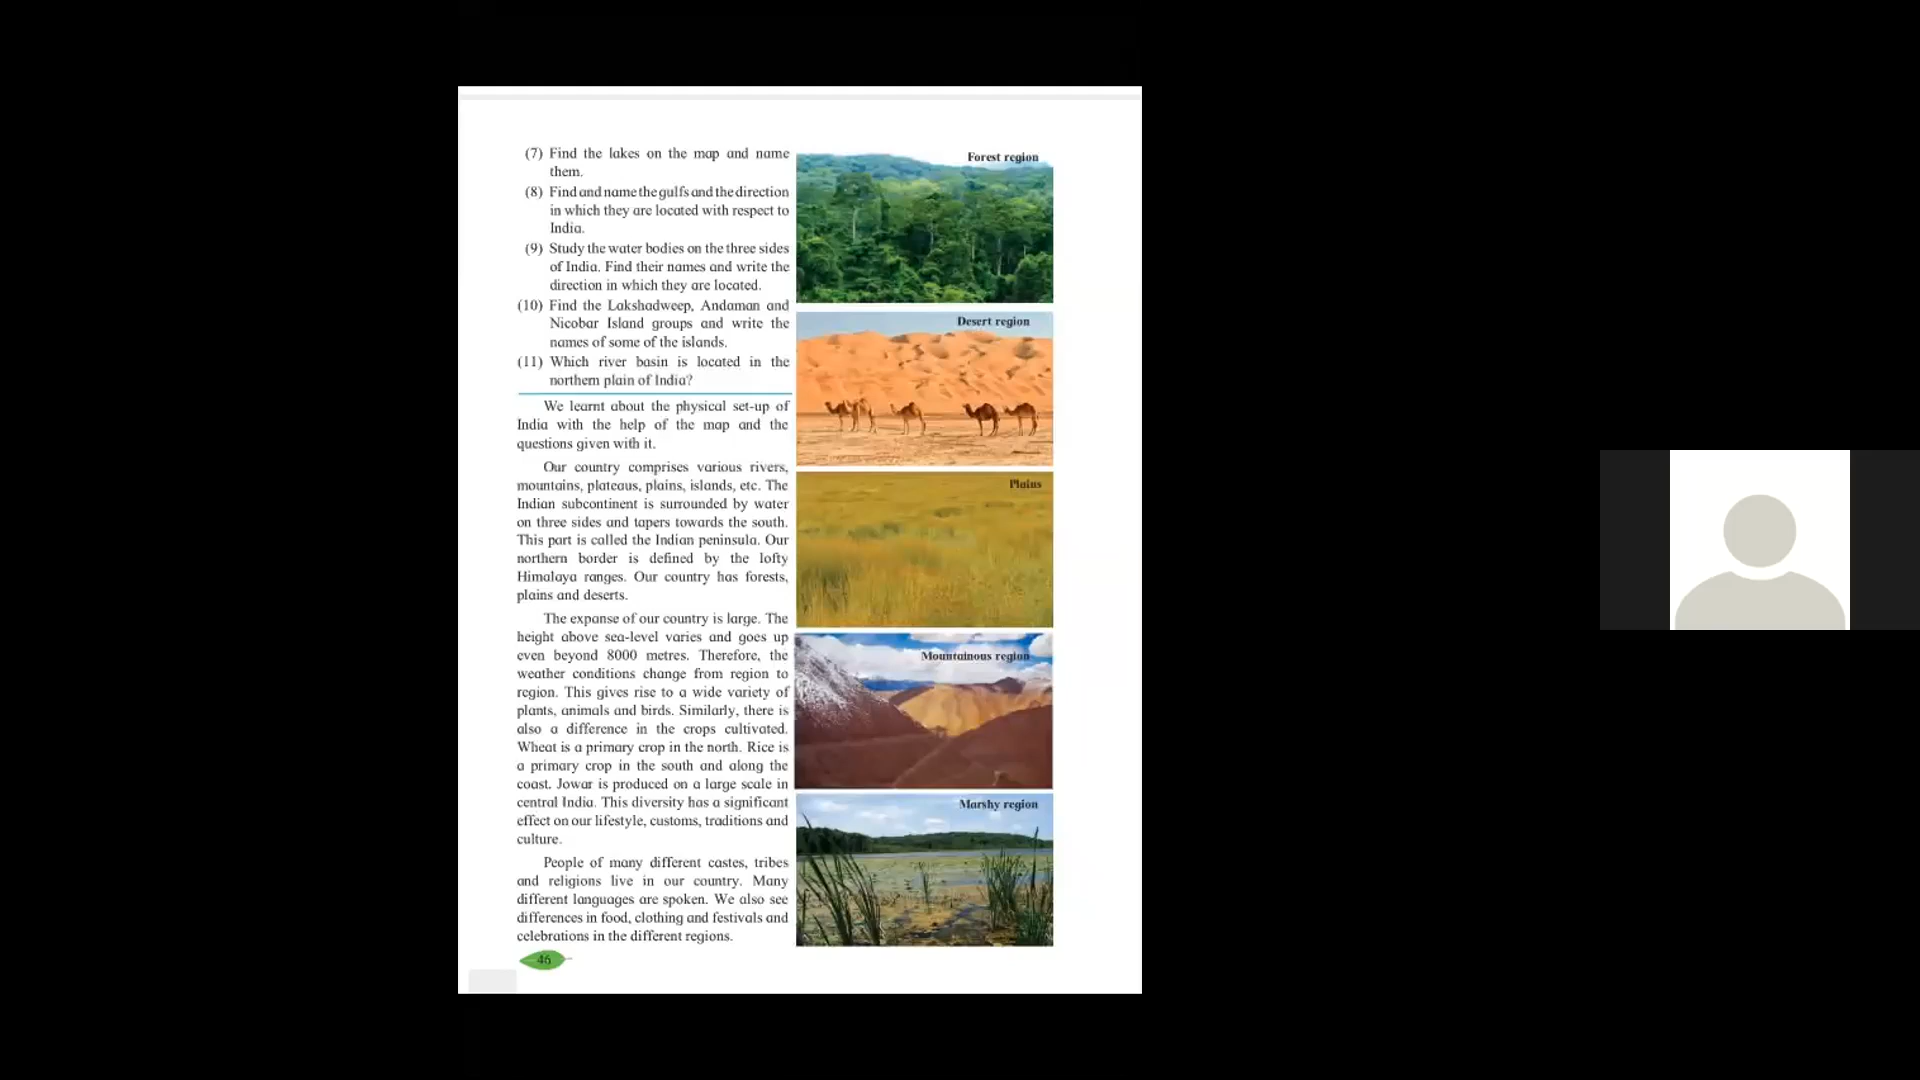 (7) Find the lakes on the map and name
them.
(8) Find and name the gulfs and the direction
in which they are located with respect to
India.
(9) Study the water bodies on the three sides
of India. Find their names and write the
direction in which they are located.
(10) Find the Lakshadweep, Andaman and
Nicobar Island groups and write the
names of some of the islands.
(11) Which river basin is located in the
northern plain of India?
We learnt about the physical set-up of
India with the help of the map and the
questions given with it.
Our country comprises various rivers,
mountains, plateaus, plains, islands, etc. The
Indian subcontinent is surrounded by water
on three sides and tapers towards the south.
This part is called the Indian peninsula. Our
northern border is defined by the lofty
Himalaya ranges. Our country has forests,
plains and deserts.
The expanse of our country is large. The
height above sea-level varies and goes up
even beyond 8000 metres. Therefore, the
weather conditions change from region to
region. This gives rise to a wide variety of
plants, animals and birds. Similarly, there is
also a difference in the crops cultivated.
Wheat is a primary crop in the north. Rice is
a primary crop in the south and along the
coast. Jowar is produced on a large scale in
central India. This diversity has a significant
effect on our lifestyle, customs, traditions and
culture.
People of many different castes, tribes
and religions live in our country. Many
different languages are spoken. We also see
differences in food, clothing and festivals and
celebrations in the different regions.
46
Forest region
Desert region
Plains
Mountainous region
Marshy region